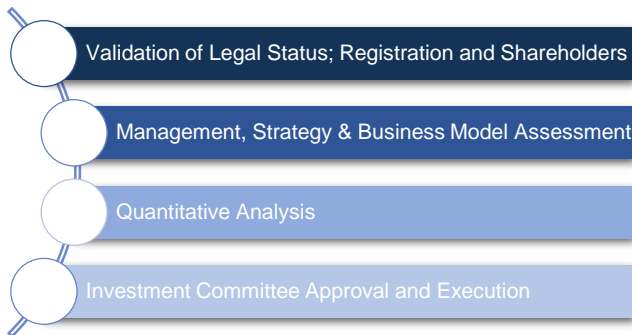 Validation of Legal Status; Registration and Shareholders
Management, Strategy & Business Model Assessment
Quantitative Analysis
Investment Committee Approval and Execution